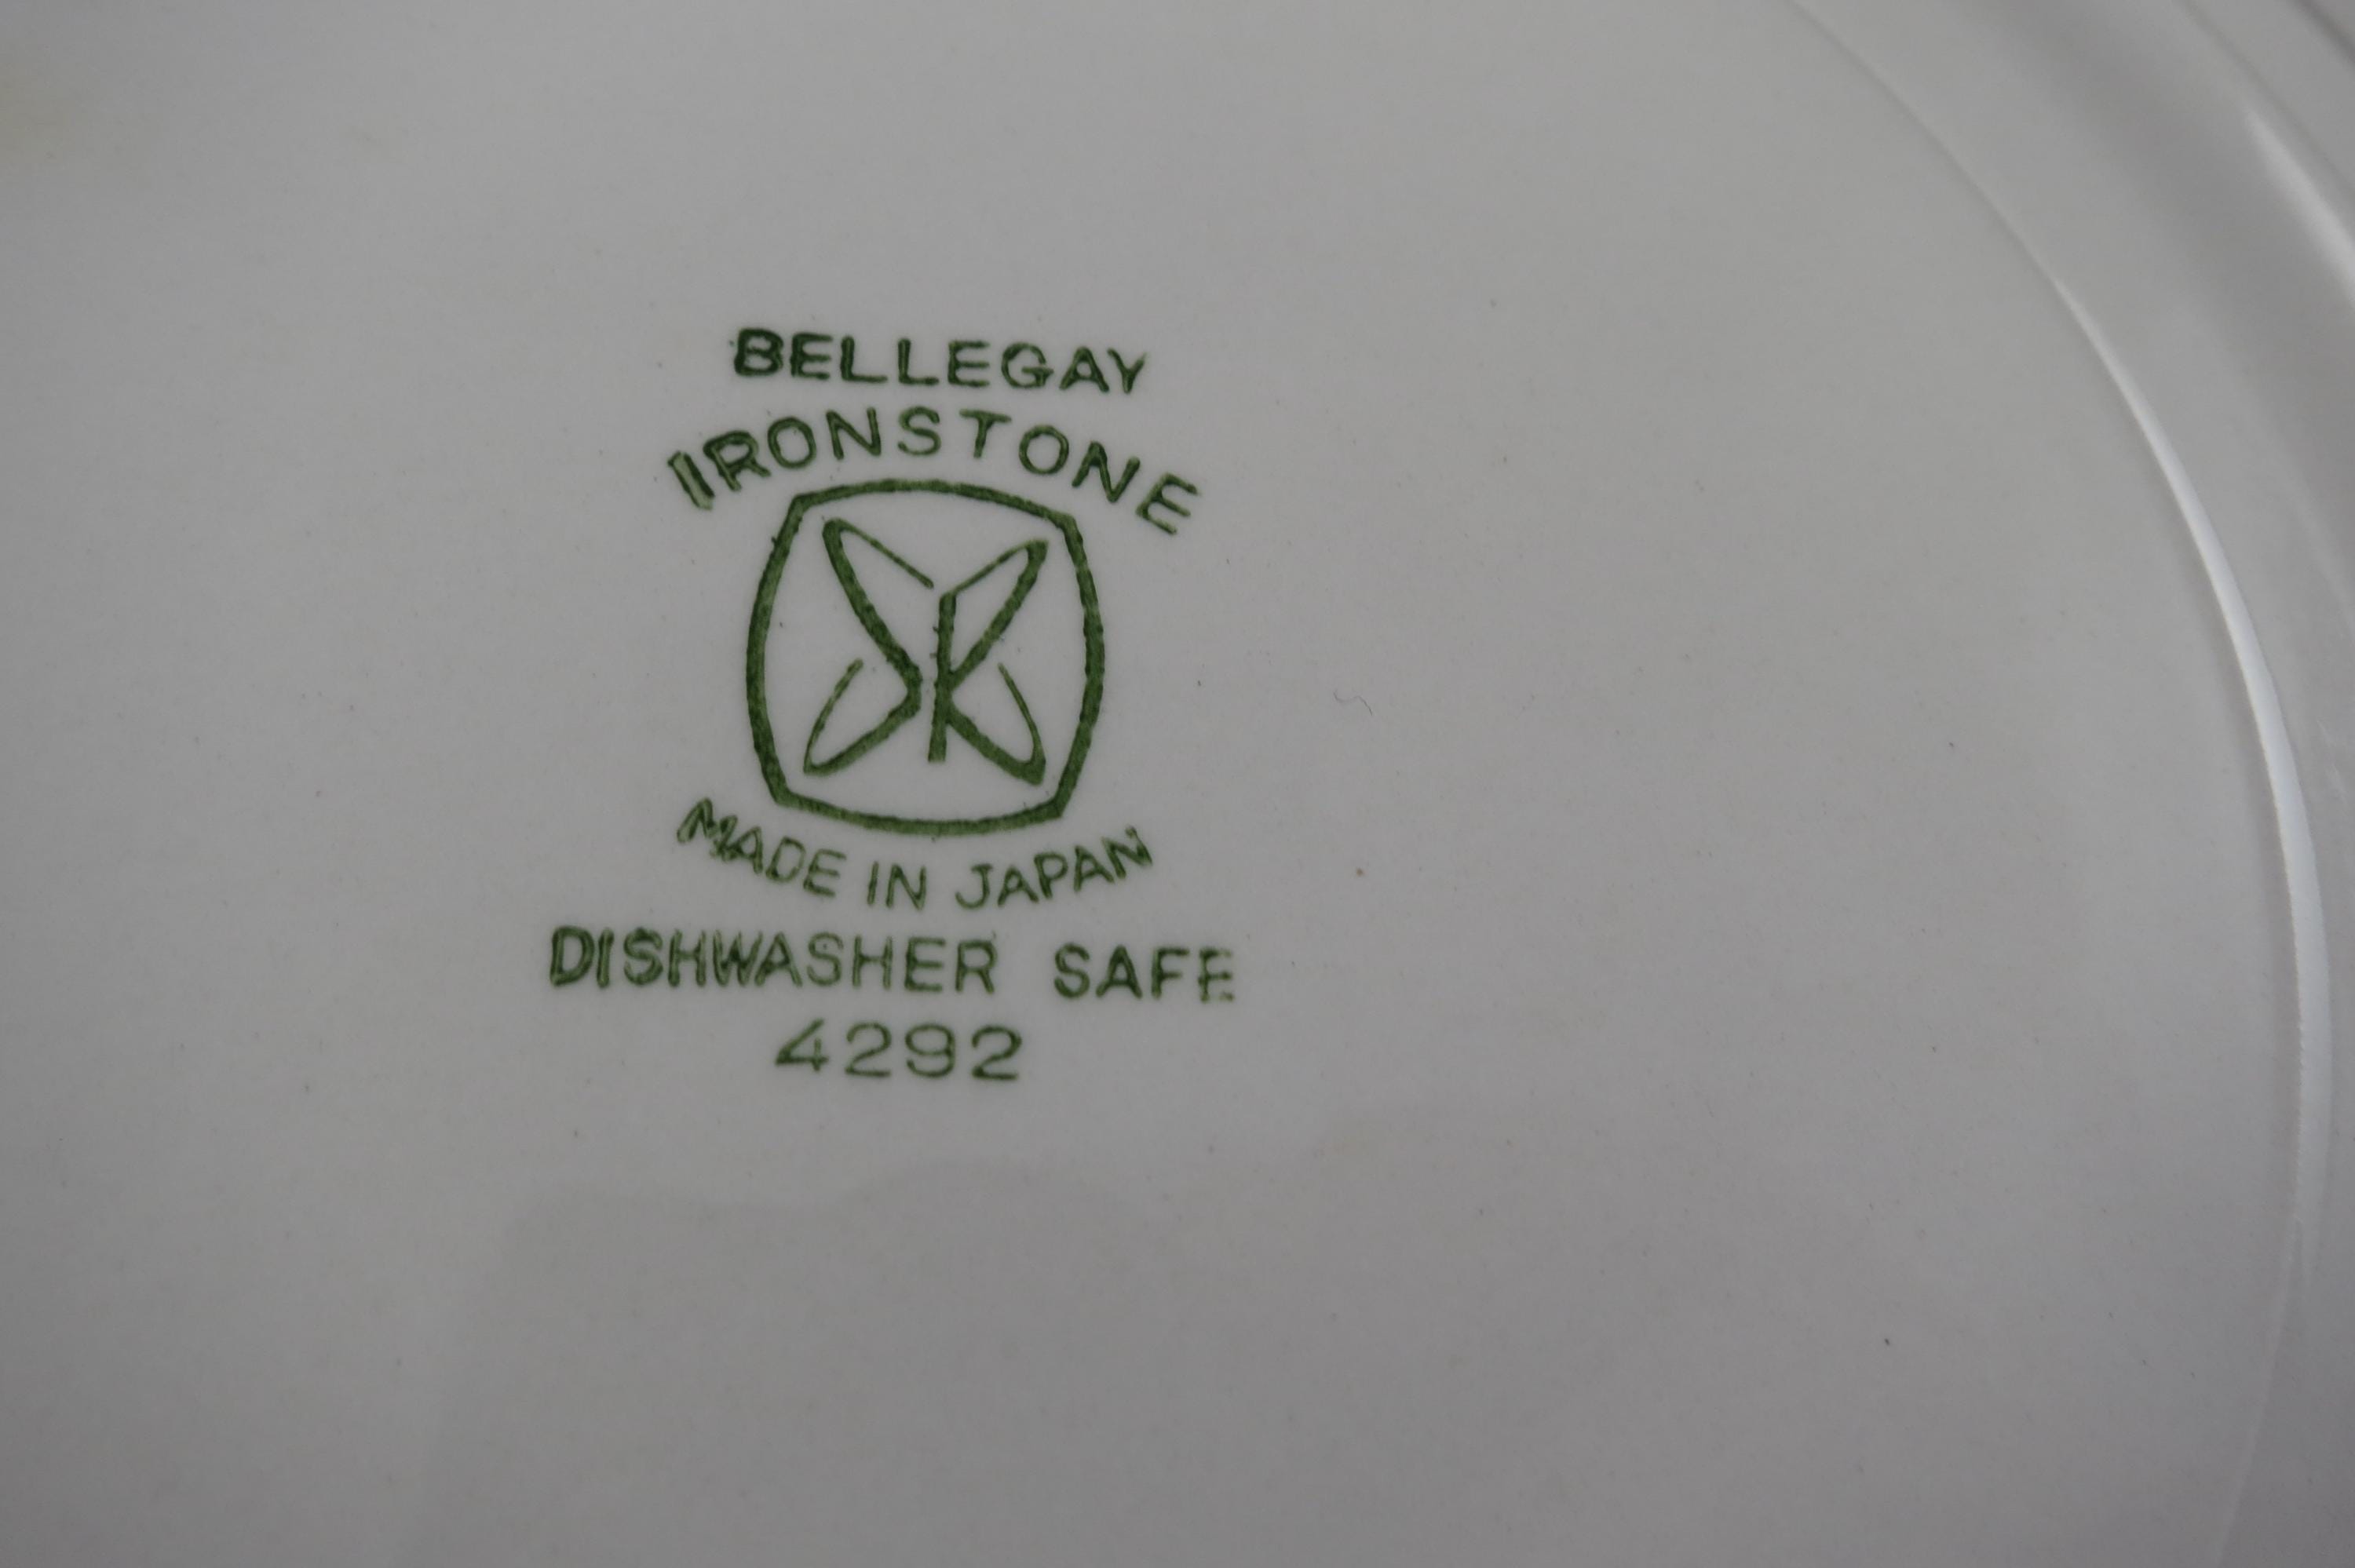 BELLEGAY
IRONSTONE
MADE IN JAPAN
DISHWASHER SAFE
4292